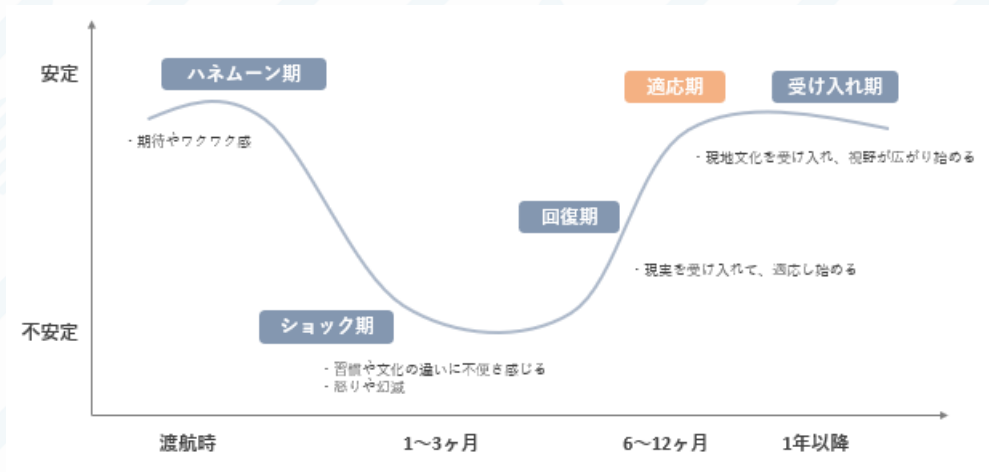 安定
ハネムーン期
・期待やワクワク感
適応期
受け入れ期
・現地文化を受け入れ、視野が広がり始める
回復期
・現実を受け入れて、適応し始める
不安定
ショック期
・習慣や文化の違いに不便さ感じる
・怒りや幻滅
渡航時
1～3ヶ月
6～12ヶ月
1年以降